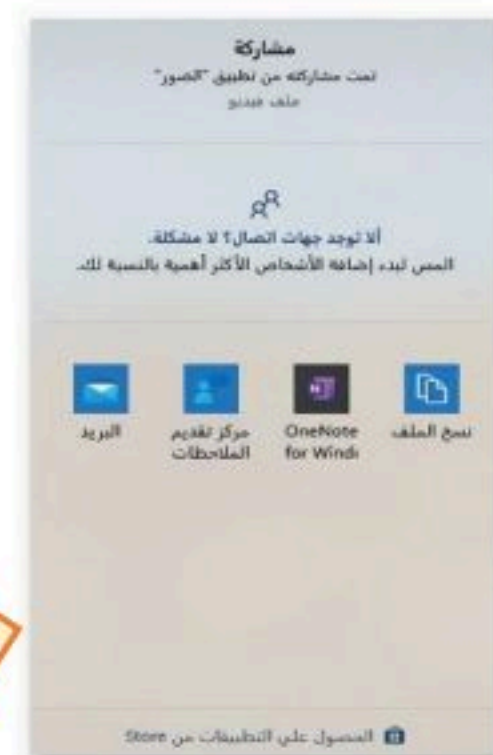 مشاركة
تمت مشاركته من تطبيق "الصور"
ملف فيديو
ألا توجد جهات اتصال؟ لا مشكلة.
المس لبدء إضافة الأشخاص الأكثر أهمية بالنسبة لك.
نسخ الملف
OneNote
for Windo
مركز تقديم
الملاحظات
البريد
الحصول على التطبيقات من Store